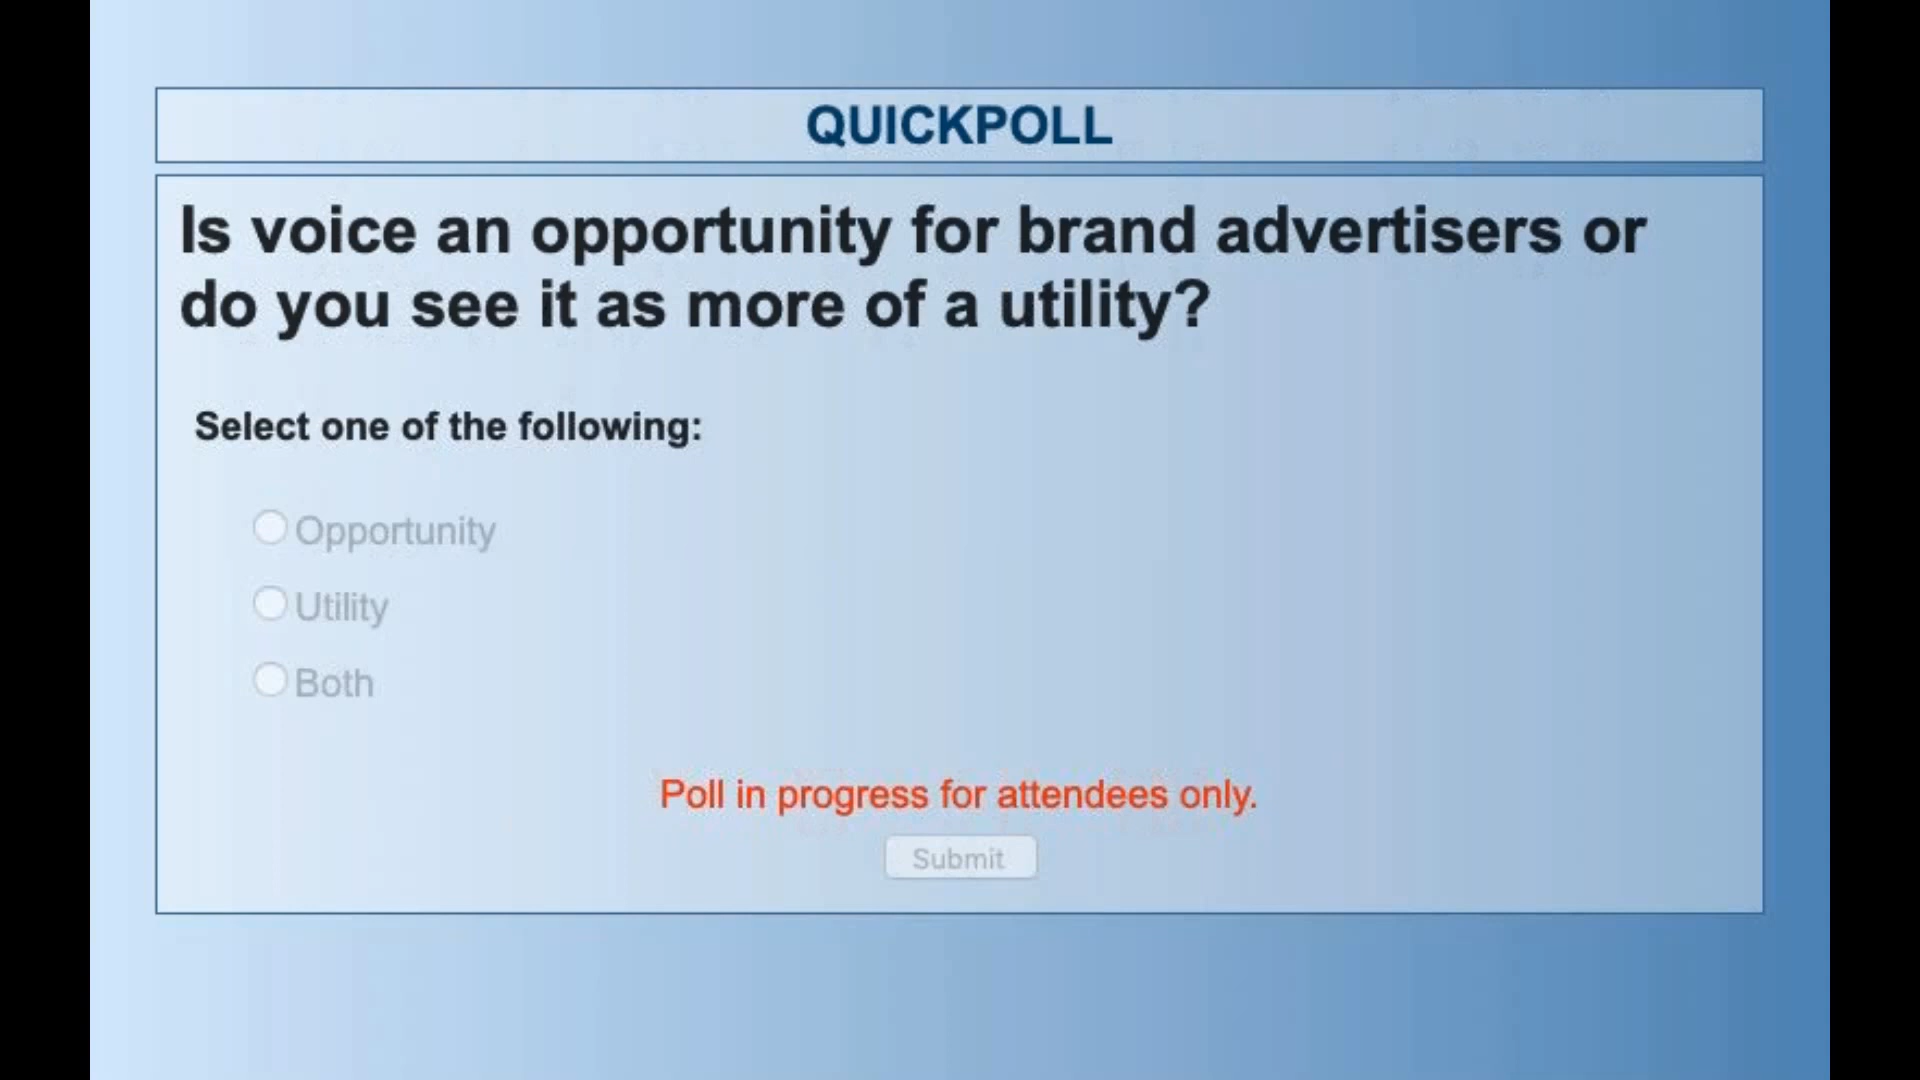 QUICKPOLL
Is voice an opportunity for brand advertisers or
do you see it as more of a utility?
Select one of the following:
Opportunity
Utility
Both
Poll in progress for attendees only.
Submit